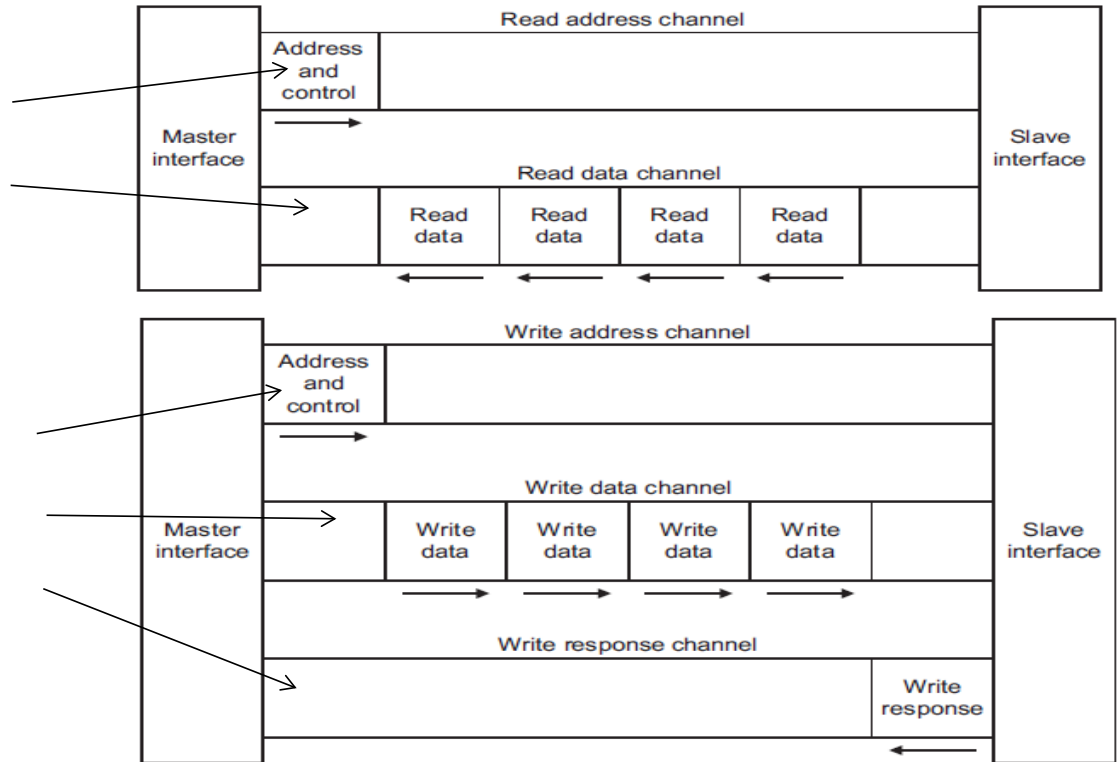 Read address channel
Address
and
control
Master
interface
Slave
interface
Read data channel
Read
data
Read
data
Read
data
Read
data
Write address channel
Address
and
control
Write data channel
Master
interface
Write
data
Write
data
Write
data
Write
data
Slave
interface
Write response channel
Write
response